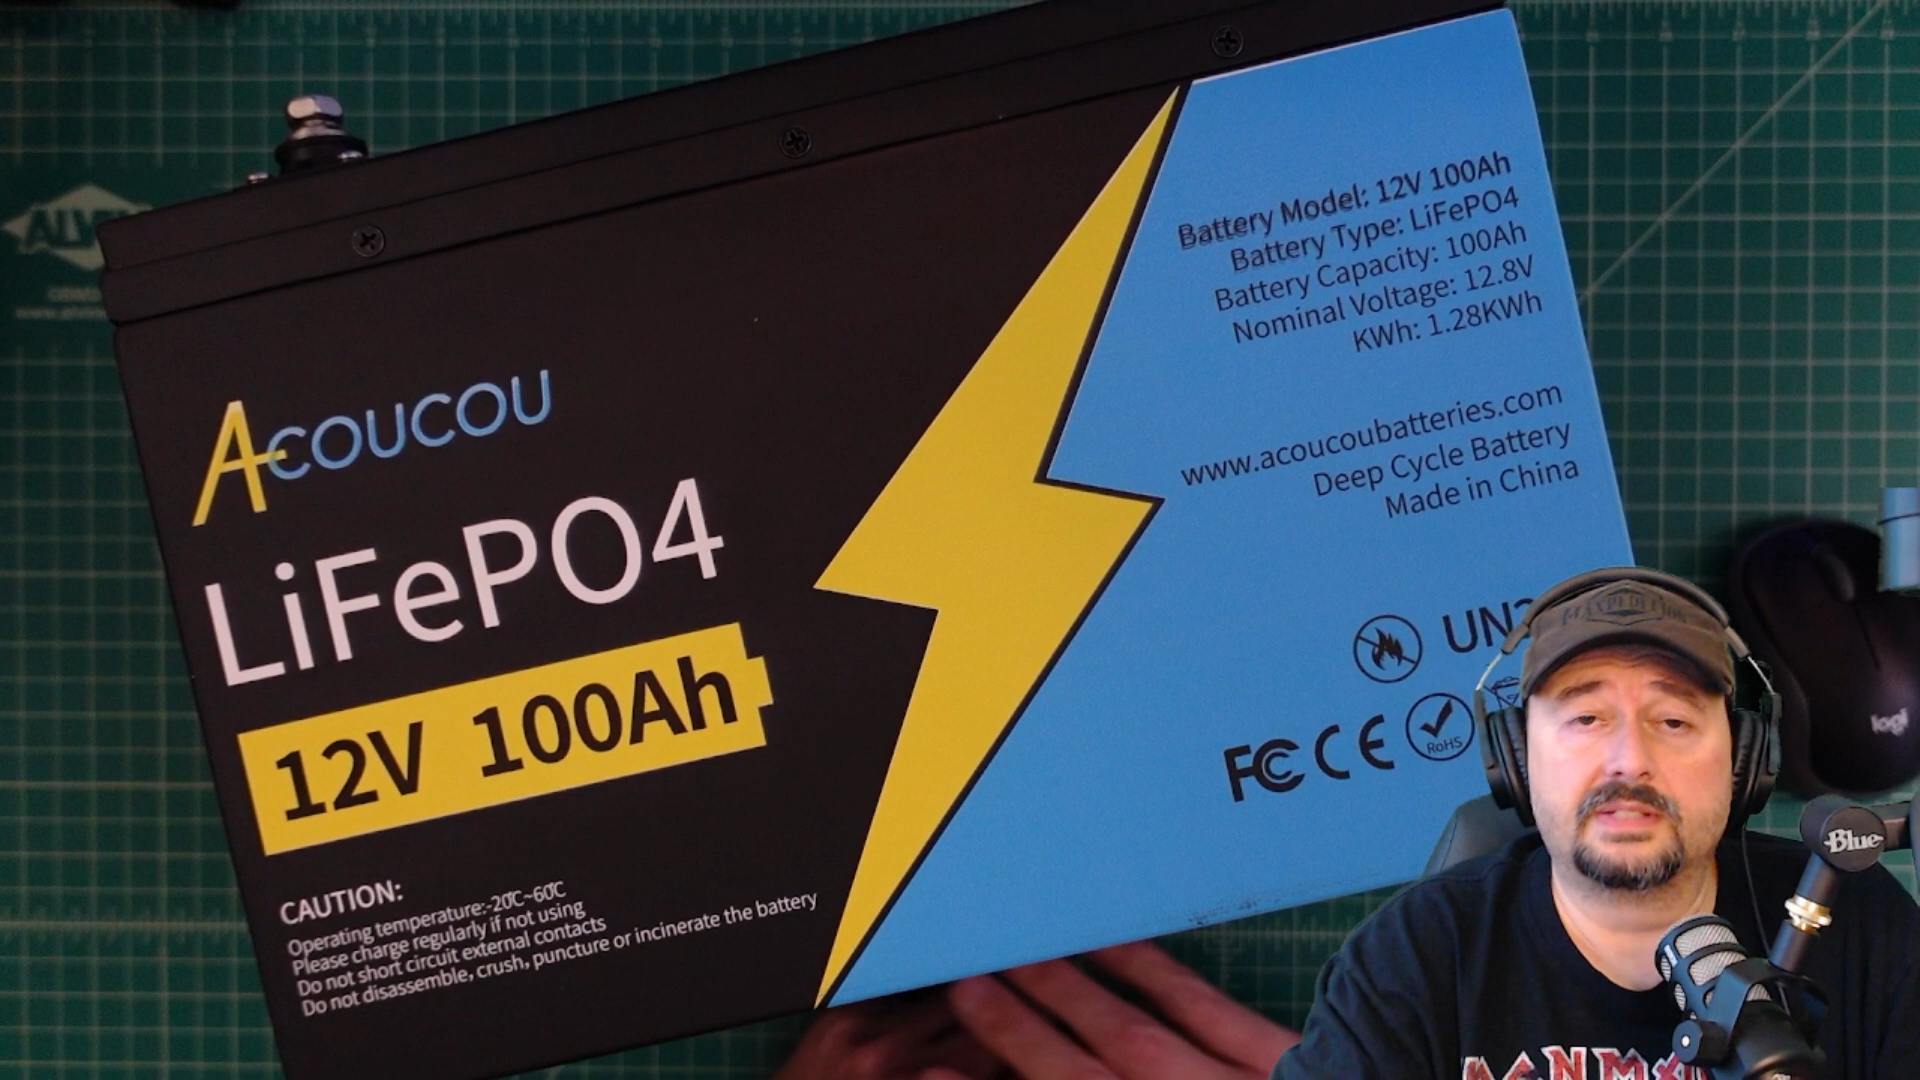 ACOUCOU
LiFePO4
12V 100Ah
CAUTION:
Operating temperature:-20℃~60℃
Please charge regularly if not using
Do not short circuit external contacts
Do not disassemble, crush, puncture or incinerate the battery
Battery Model: 12V 100Ah
Battery Type: LiFePO4
Battery Capacity: 100Ah
Nominal Voltage: 12.8V
KWh: 1.28KWh
www.acoucoubatteries.com
Deep Cycle Battery
Made in China
FCC CE RoHS
logi
Blue